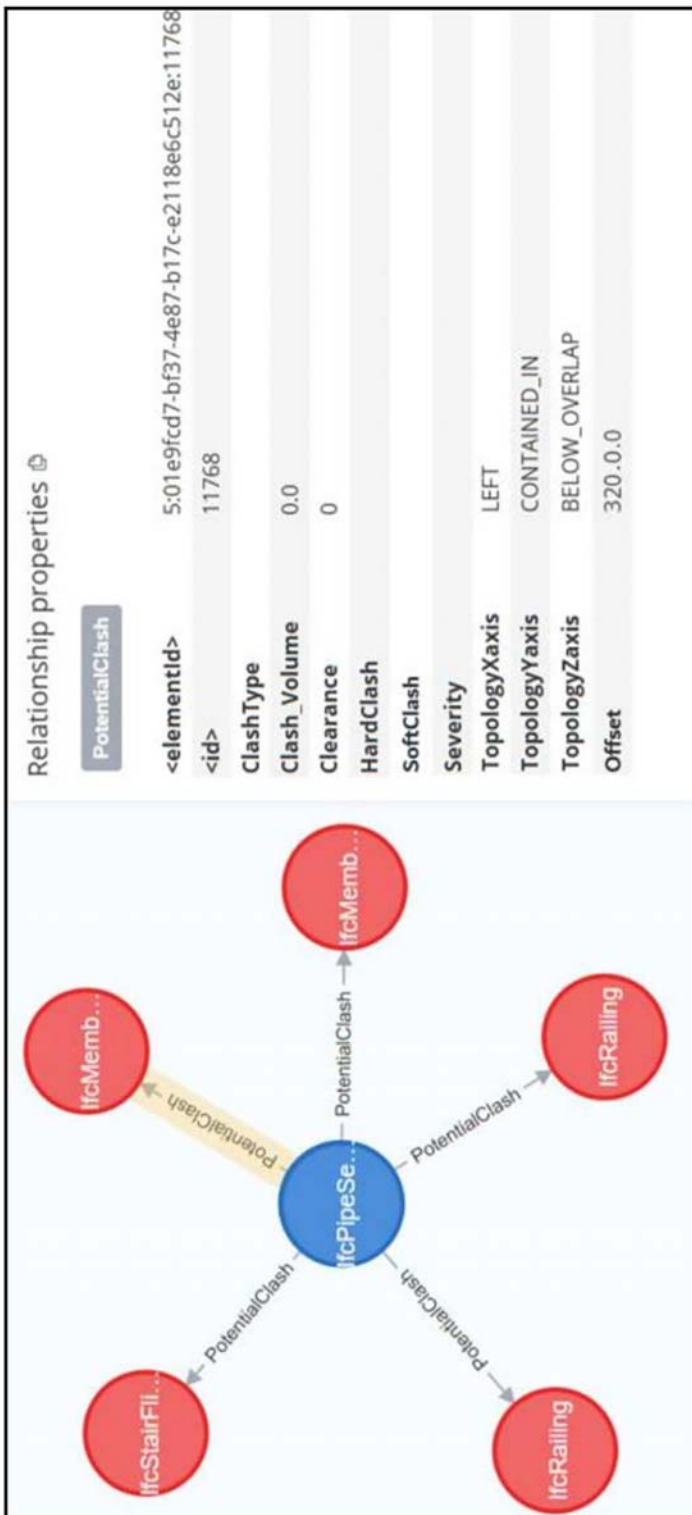 IfcStairFli...
PotentialClash
IfcMemb...
PotentialClash
IfcPipeSe...
PotentialClash
IfcMemb...
PotentialClash
IfcRailing
PotentialClash
IfcRailing
Relationship properties
PotentialClash
<elementId> 5:01e9fcd7-bf37-4e87-b17c-e2118e6c512e:11768
<id> 11768
ClashType
Clash_Volume 0.0
Clearance 0
HardClash
SoftClash
Severity
TopologyXaxis LEFT
TopologyYaxis CONTAINED_IN
TopologyZaxis BELOW_OVERLAP
Offset 320.0.0